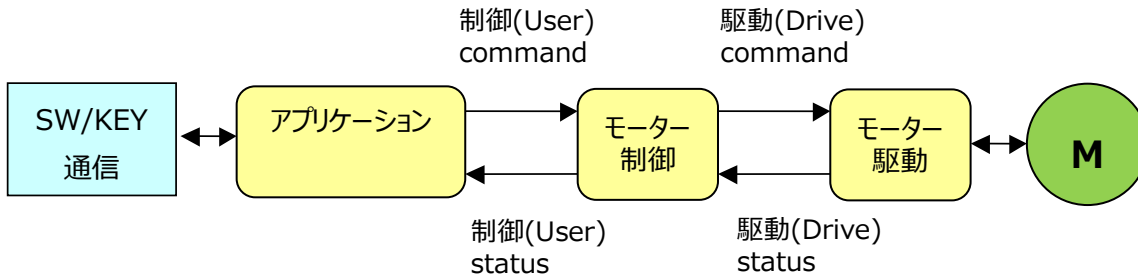 制御(User)
command
駆動(Drive)
command
SW/KEY
通信
アプリケーション
モーター
制御
モーター
駆動
M
制御(User)
status
駆動(Drive)
status